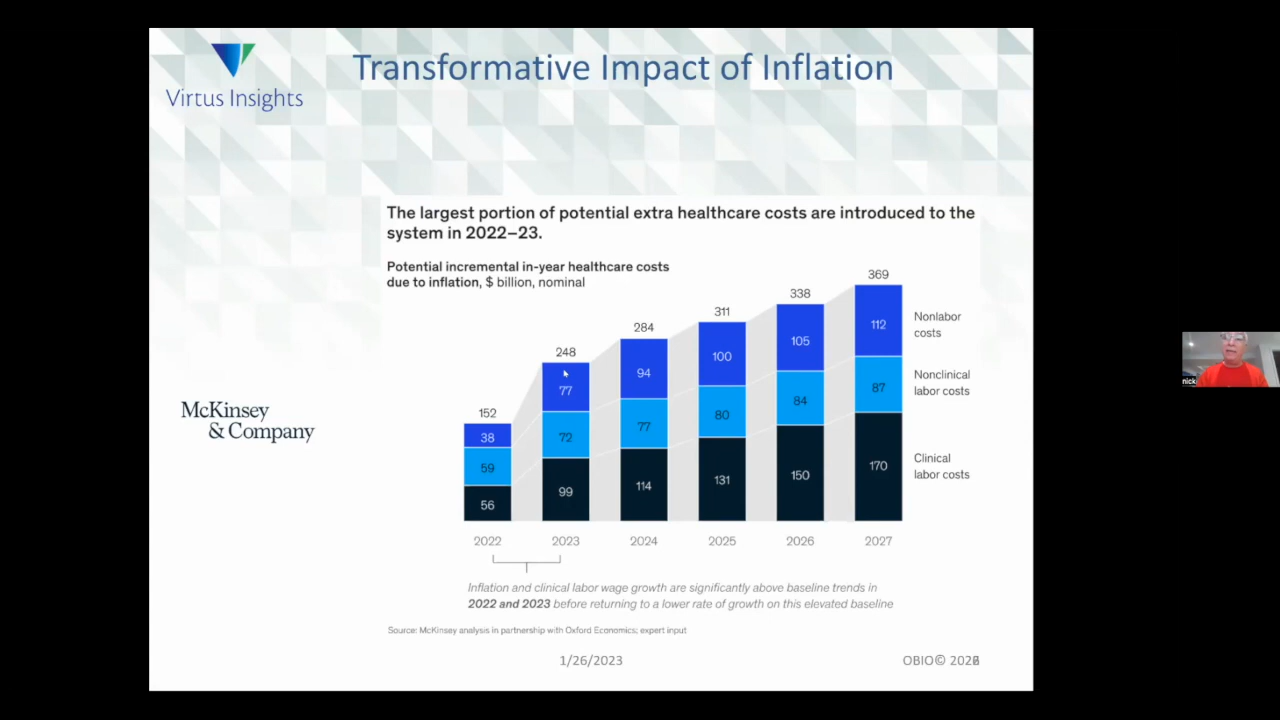 Virtus Insights
Transformative Impact of Inflation
The largest portion of potential extra healthcare costs are introduced to the
system in 2022–23.
Potential incremental in-year healthcare costs
due to inflation, $ billion, nominal
152
248
284
311
338
369
38
77
94
100
105
112
Nonlabor
costs
59
72
77
80
84
87
Nonclinical
labor costs
56
99
114
131
150
170
Clinical
labor costs
2022
2023
2024
2025
2026
2027
McKinsey
& Company
Inflation and clinical labor wage growth are significantly above baseline trends in
2022 and 2023 before returning to a lower rate of growth on this elevated baseline
Source: McKinsey analysis in partnership with Oxford Economics; expert input
1/26/2023
OBIO©
nick